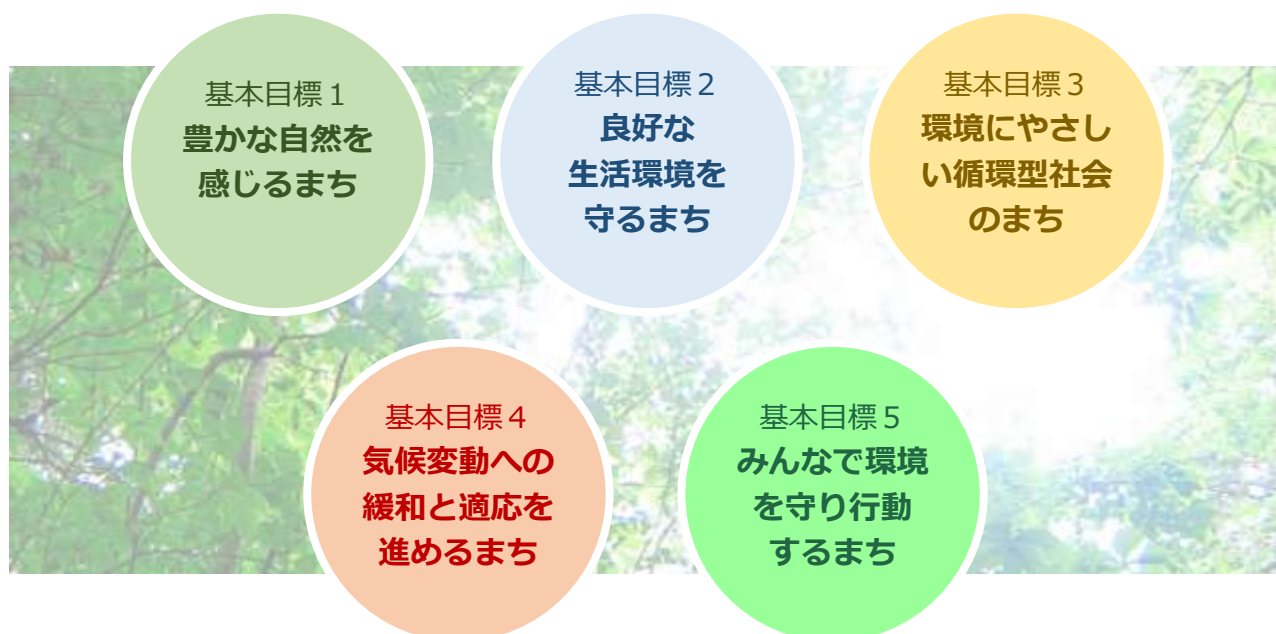 基本目標１
豊かな自然を
感じるまち
基本目標２
良好な
生活環境を
守るまち
基本目標３
環境にやさし
い循環型社会
のまち
基本目標４
気候変動への
緩和と適応を
進めるまち
基本目標５
みんなで環境
を守り行動
するまち